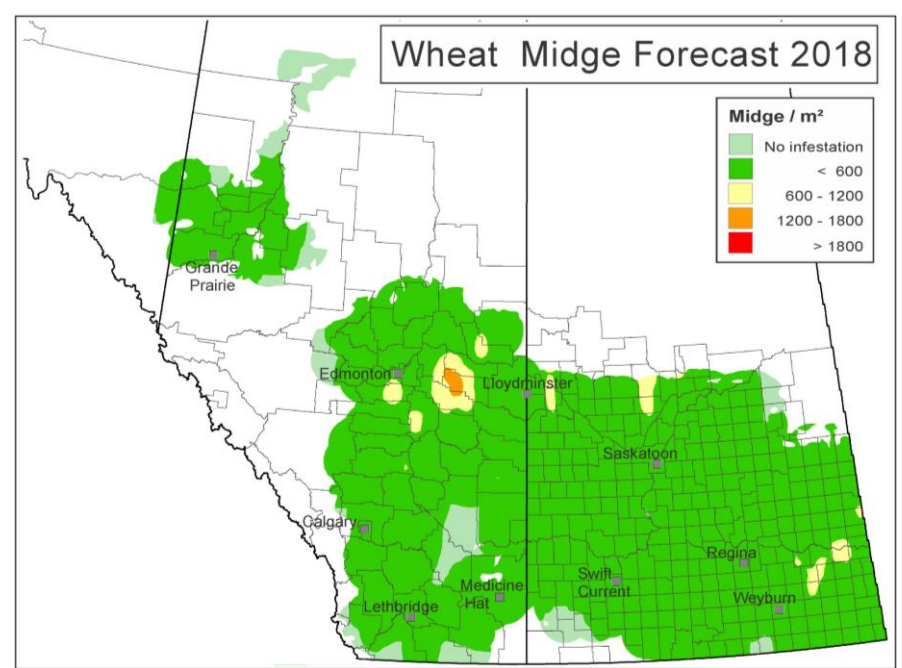 Wheat Midge Forecast 2018
Midge / m²
No infestation
< 600
600 - 1200
1200 - 1800
> 1800
Grande
Prairie
Edmonton
Lloydminster
Saskatoon
Calgary
Regina
Medicine
Hat
Swift
Current
Lethbridge
Weyburn